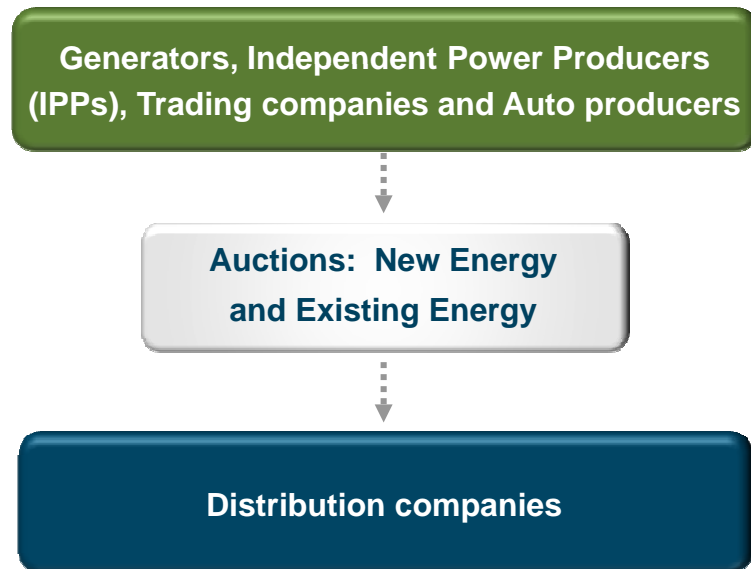 Generators, Independent Power Producers
(IPPs), Trading companies and Auto producers
Auctions: New Energy
and Existing Energy
Distribution companies